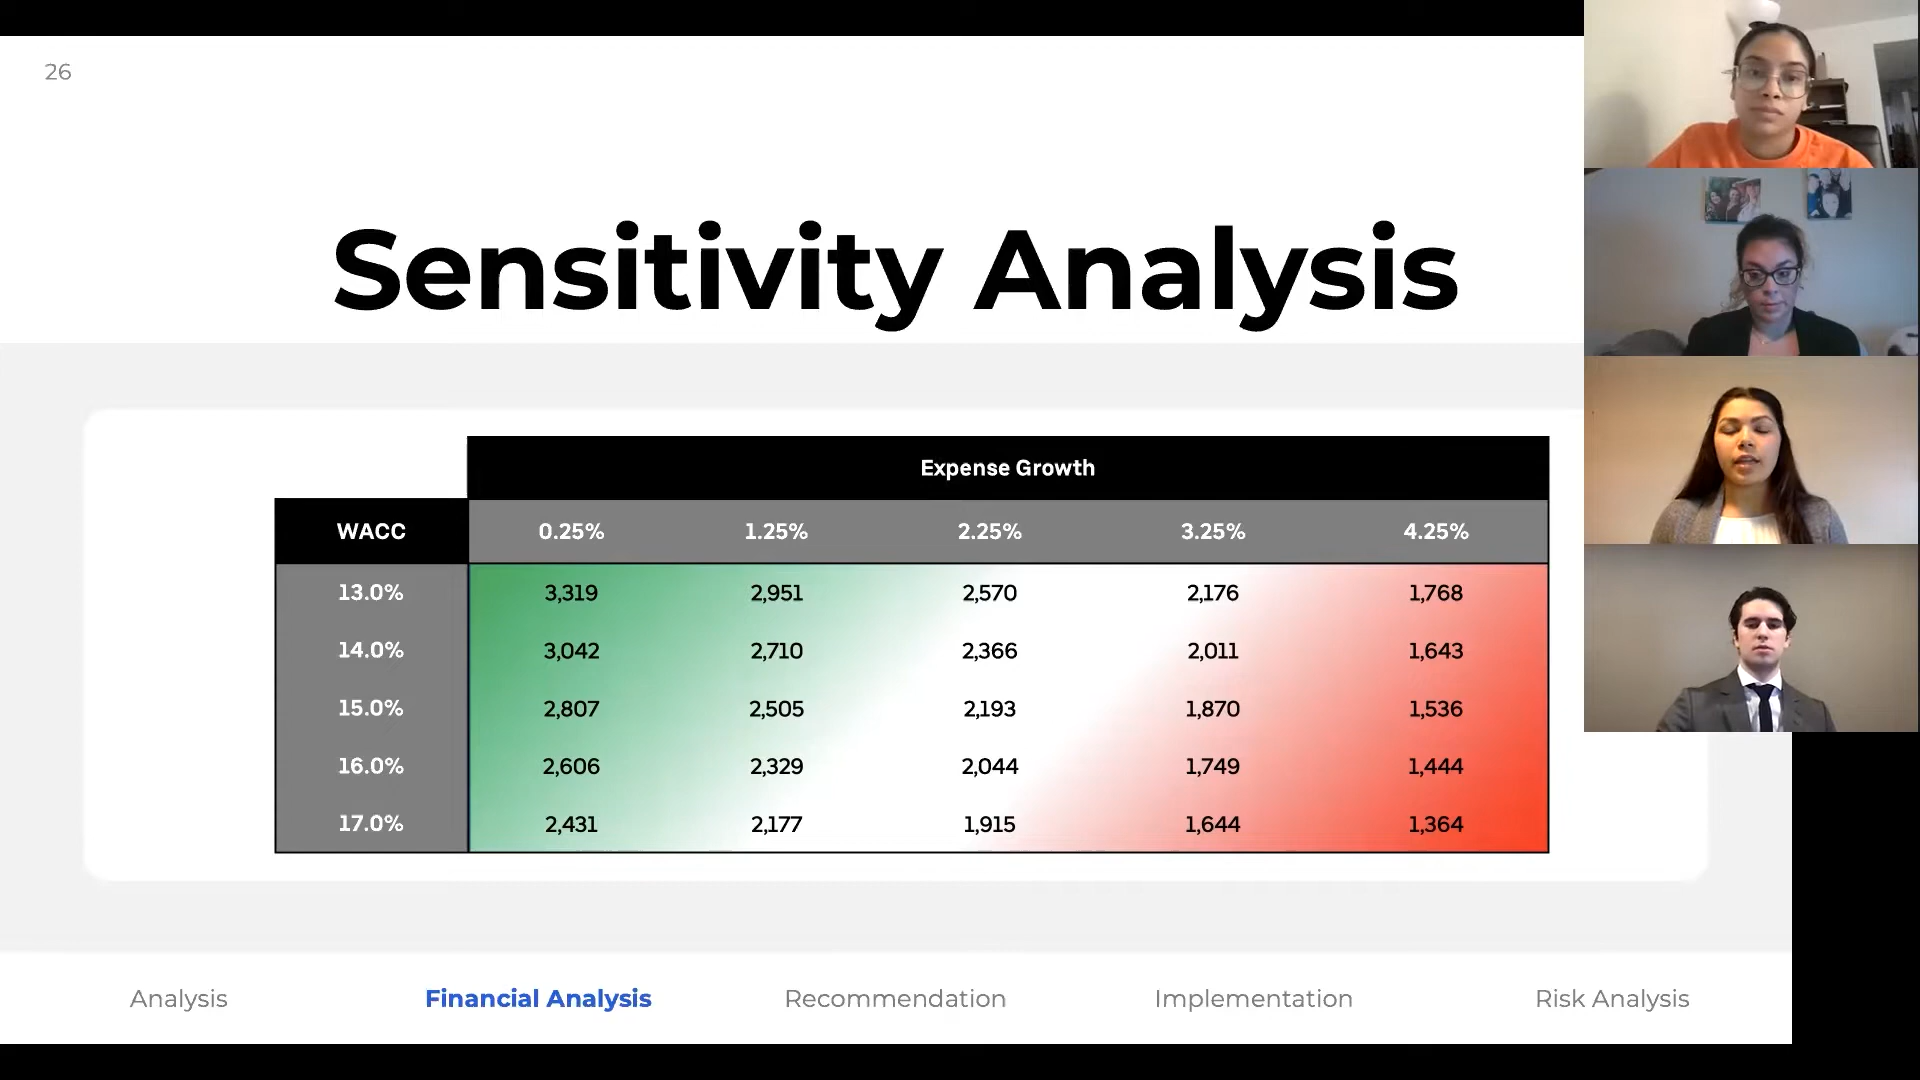 26
Sensitivity Analysis
Expense Growth
WACC 0.25% 1.25% 2.25% 3.25% 4.25%
13.0% 3,319 2,951 2,570 2,176 1,768
14.0% 3,042 2,710 2,366 2,011 1,643
15.0% 2,807 2,505 2,193 1,870 1,536
16.0% 2,606 2,329 2,044 1,749 1,444
17.0% 2,431 2,177 1,915 1,644 1,364
Analysis Financial Analysis Recommendation Implementation Risk Analysis